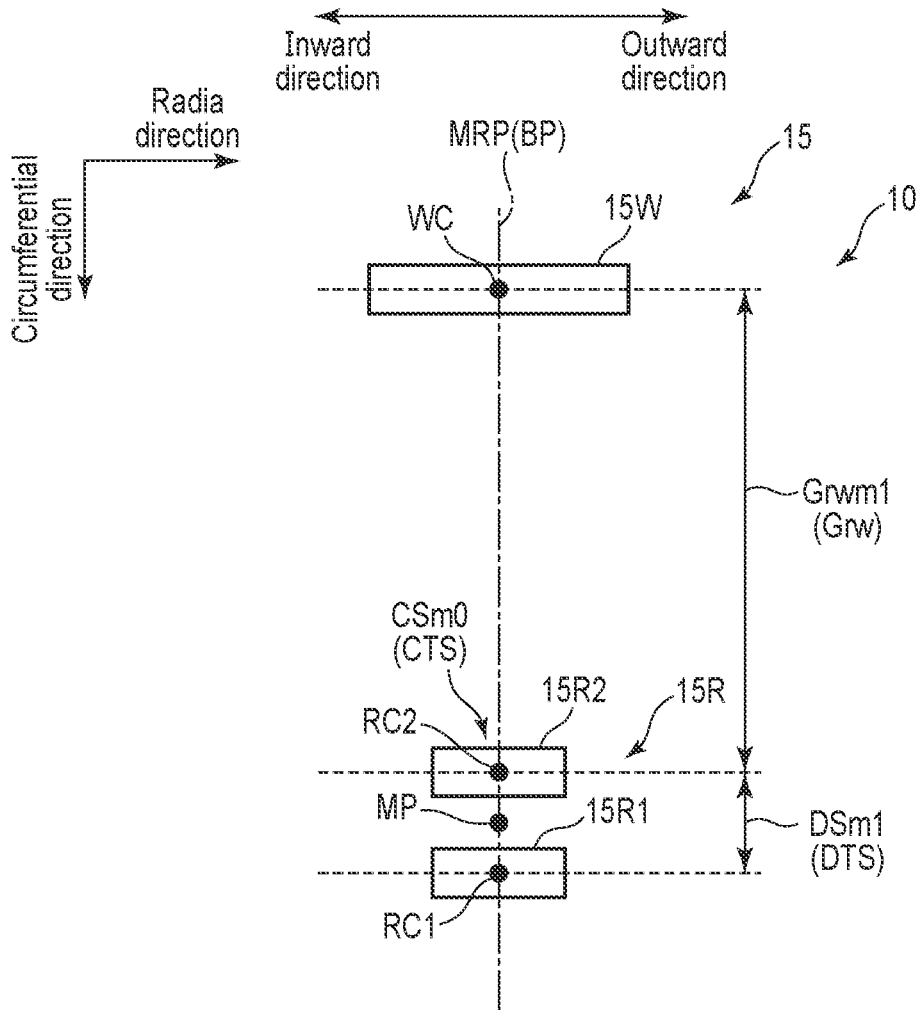 Inward
direction
Outward
direction
Radia
direction
Circumferential
direction
MRP(BP)
15
10
WC
15W
Grwm1
(Grw)
CSm0
(CTS)
15R2
15R
RC2
MP
15R1
DSm1
(DTS)
RC1